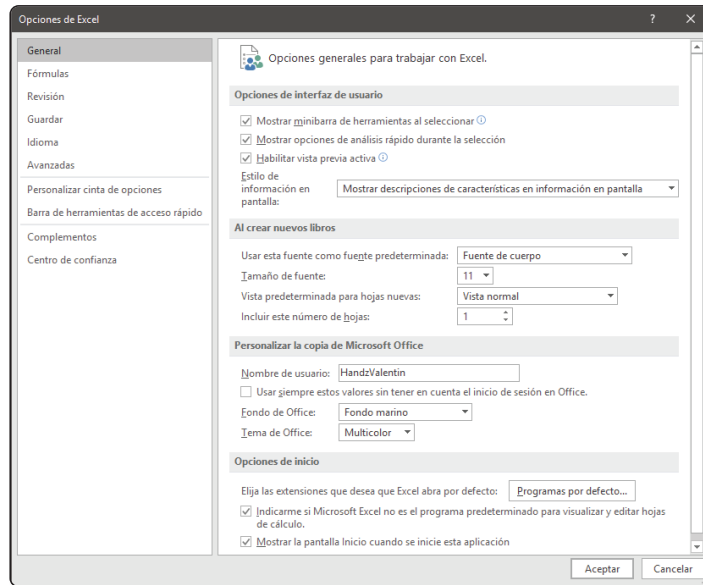 Opciones de Excel
?
General
Fórmulas
Revisión
Guardar
Idioma
Avanzadas
Personalizar cinta de opciones
Barra de herramientas de acceso rápido
Complementos
Centro de confianza
Opciones generales para trabajar con Excel.
Opciones de interfaz de usuario
Mostrar minibarra de herramientas al seleccionar
Mostrar opciones de análisis rápido durante la selección
Habilitar vista previa activa
Estilo de
información en
pantalla:
Mostrar descripciones de características en información en pantalla
Al crear nuevos libros
Usar esta fuente como fuente predeterminada: Fuente de cuerpo
Tamaño de fuente: 11
Vista predeterminada para hojas nuevas: Vista normal
Incluir este número de hojas: 1
Personalizar la copia de Microsoft Office
Nombre de usuario: HandzValentin
Usar siempre estos valores sin tener en cuenta el inicio de sesión en Office.
Fondo de Office: Fondo marino
Tema de Office: Multicolor
Opciones de inicio
Elija las extensiones que desea que Excel abra por defecto: Programas por defecto...
Indicarme si Microsoft Excel no es el programa predeterminado para visualizar y editar hojas
de cálculo.
Mostrar la pantalla Inicio cuando se inicie esta aplicación
Aceptar
Cancelar